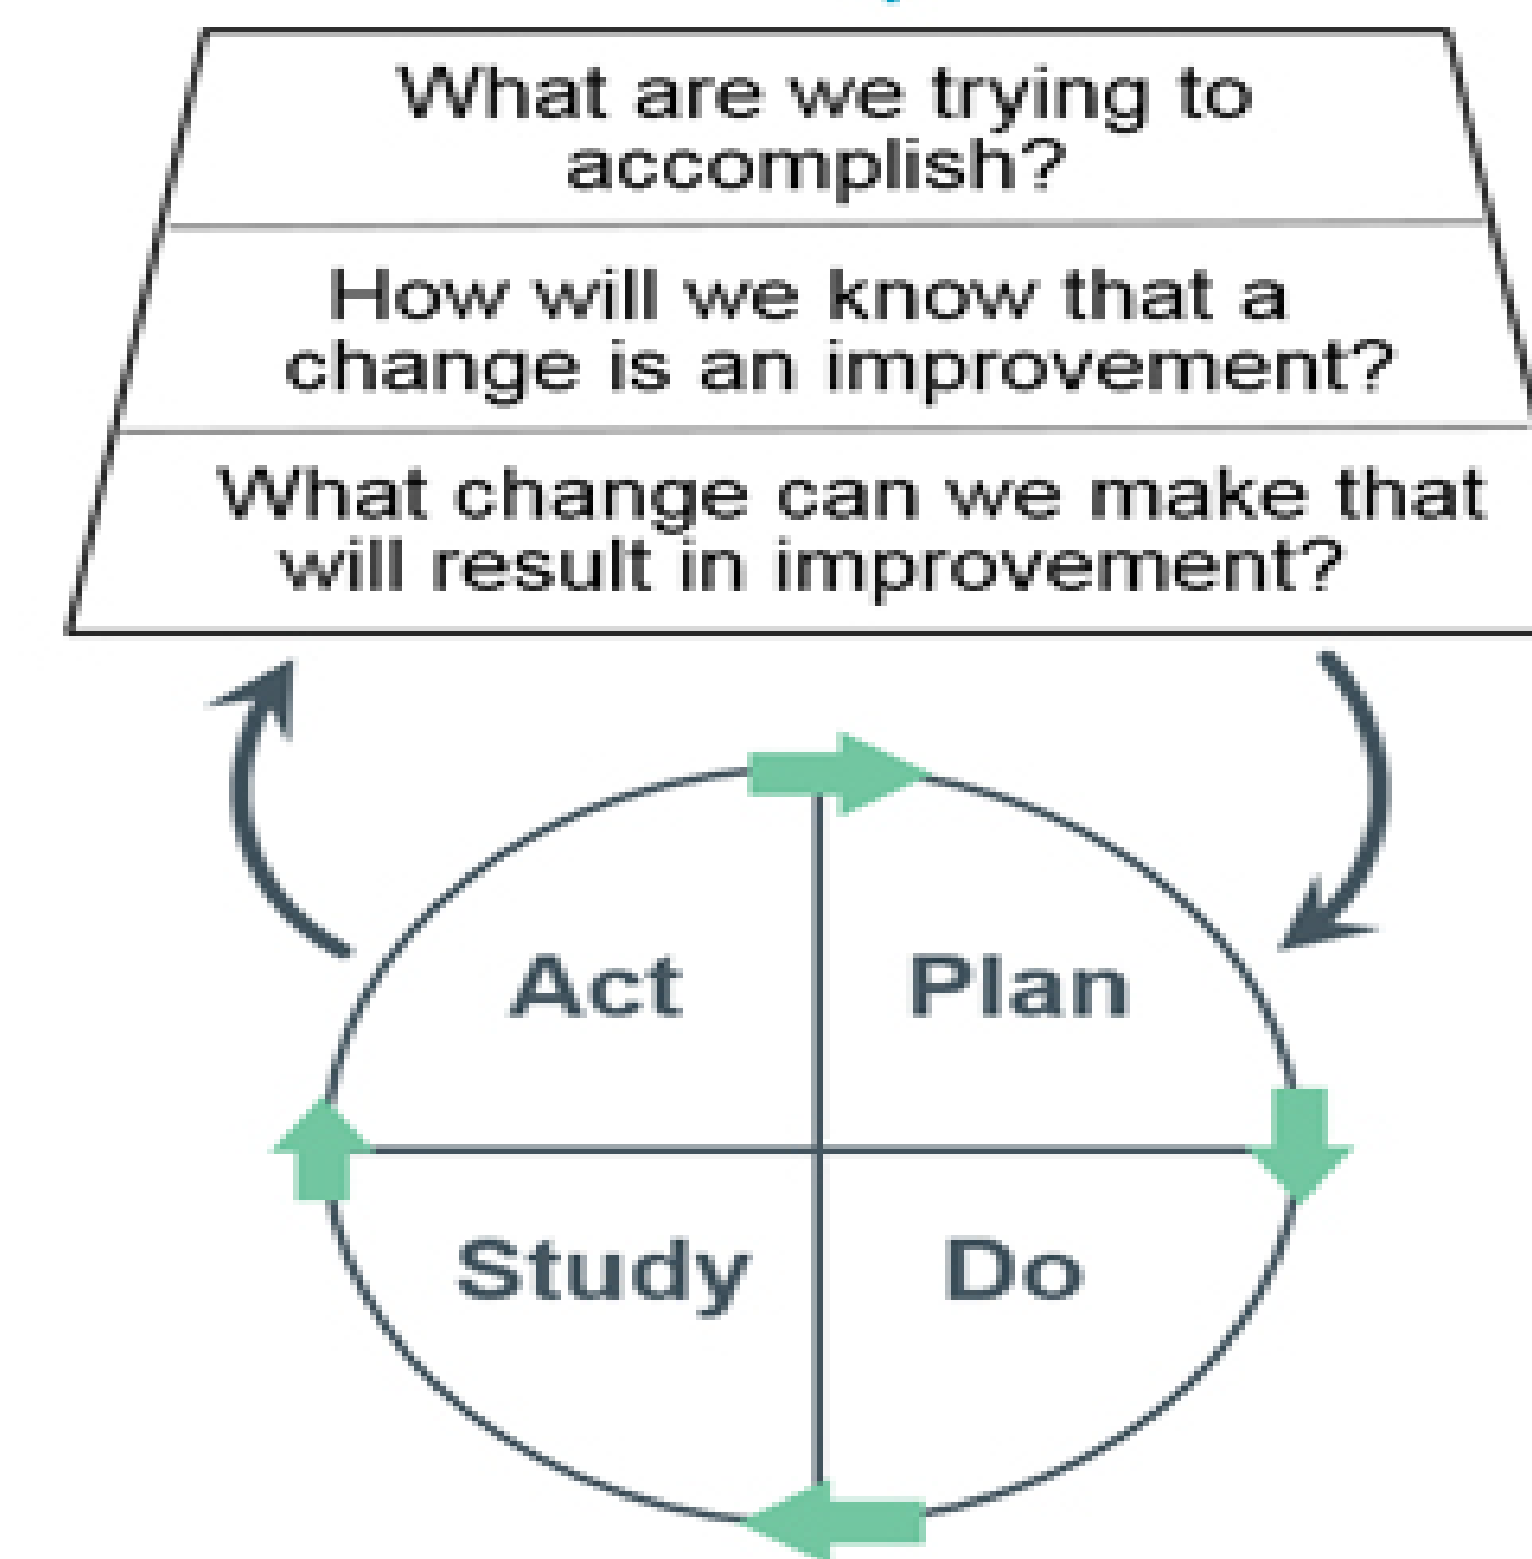 What are we trying to
accomplish?
How will we know that a
change is an improvement?
What change can we make that
will result in improvement?
Act
Plan
Study
Do